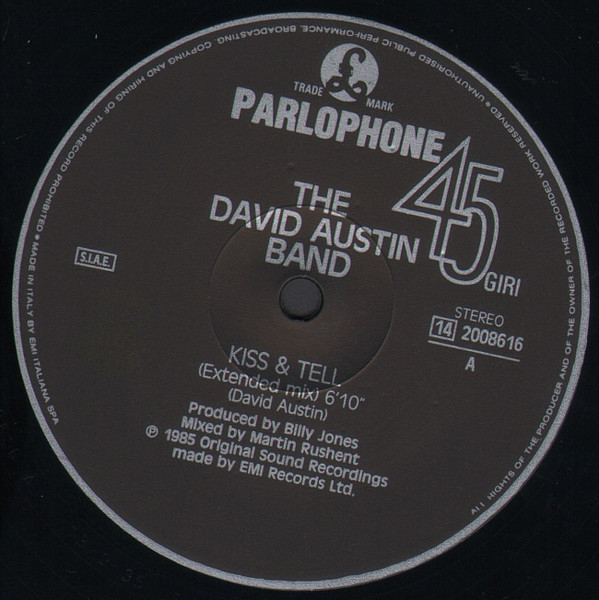 £
TRADE MARK
PARLOPHONE
45
GIRI
THE
DAVID AUSTIN
BAND
S.I.A.E.
STEREO
14 2008616
A
KISS & TELL
(Extended mix) 6'10"
(David Austin)
Produced by Billy Jones
Mixed by Martin Rushent
℗ 1985 Original Sound Recordings
made by EMI Records Ltd.
ALL RIGHTS OF THE PRODUCER AND OF THE OWNER OF THE RECORDED WORK RESERVED • UNAUTHORISED PUBLIC PERFORMANCE, BROADCASTING, COPYING AND HIRING OF THIS RECORD PROHIBITED • MADE IN ITALY BY EMI ITALIANA SPA